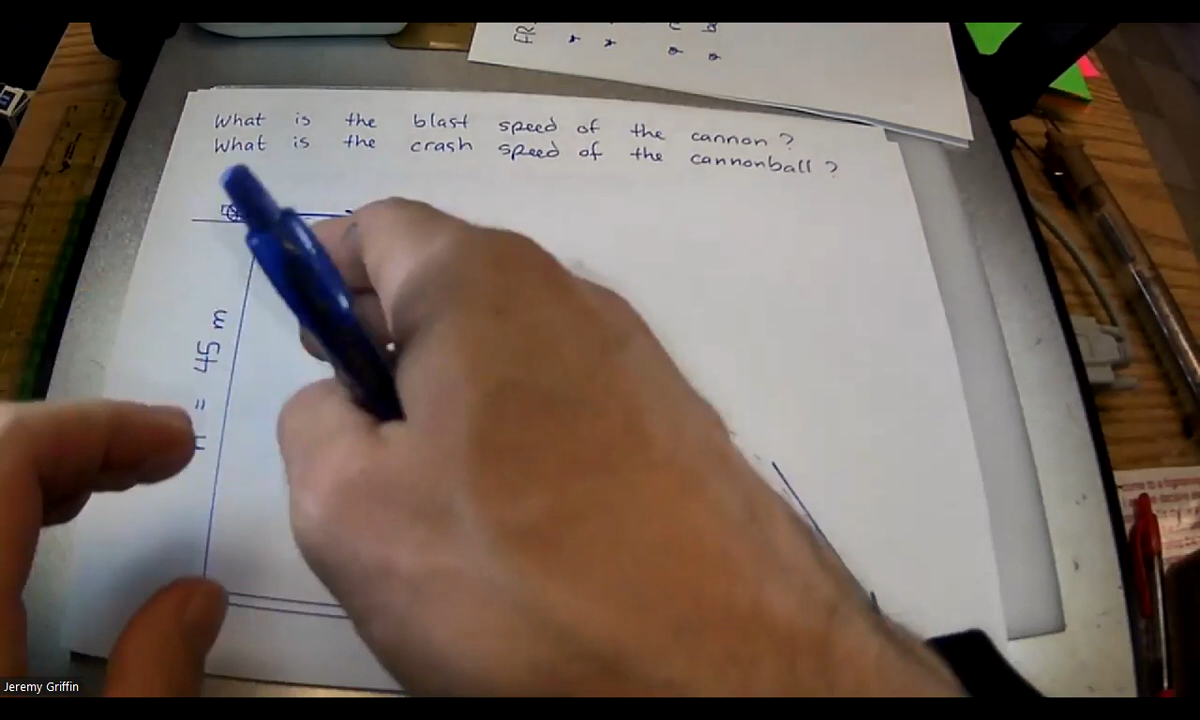 What is the blast speed of the cannon?
What is the crash speed of the cannonball?
= 45 m
Jeremy Griffin